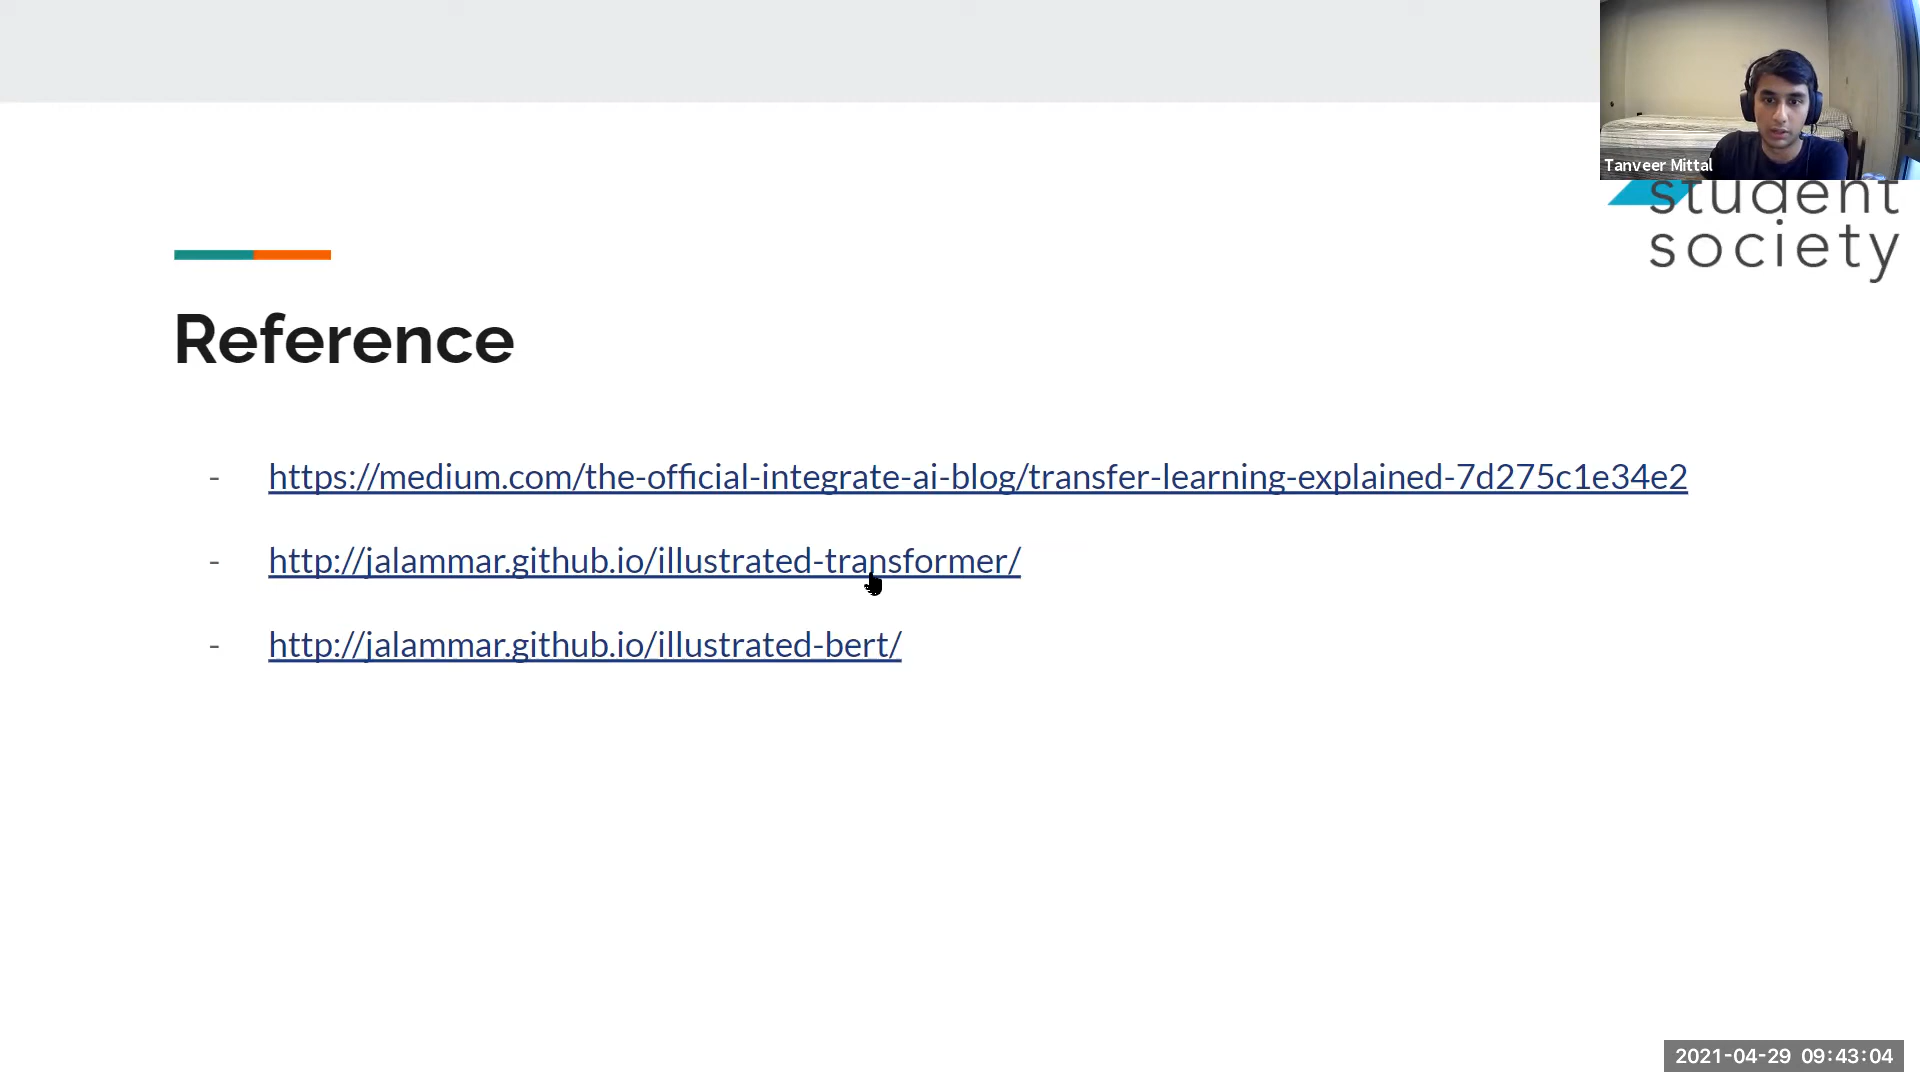 Tanveer Mittal
student
society
Reference
- https://medium.com/the-official-integrate-ai-blog/transfer-learning-explained-7d275c1e34e2
- http://jalammar.github.io/illustrated-transformer/
- http://jalammar.github.io/illustrated-bert/
2021-04-29 09:43:04